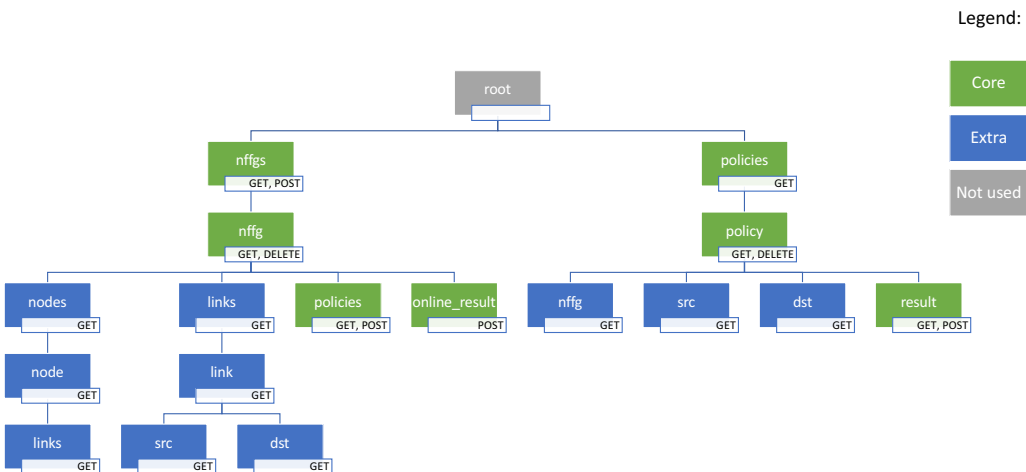 Legend:
Core
Extra
Not used
root
nffgs
GET, POST
policies
GET
nffg
GET, DELETE
policy
GET, DELETE
nodes
GET
links
GET
policies
GET, POST
online_result
POST
nffg
GET
src
GET
dst
GET
result
GET, POST
node
GET
link
GET
links
GET
src
GET
dst
GET